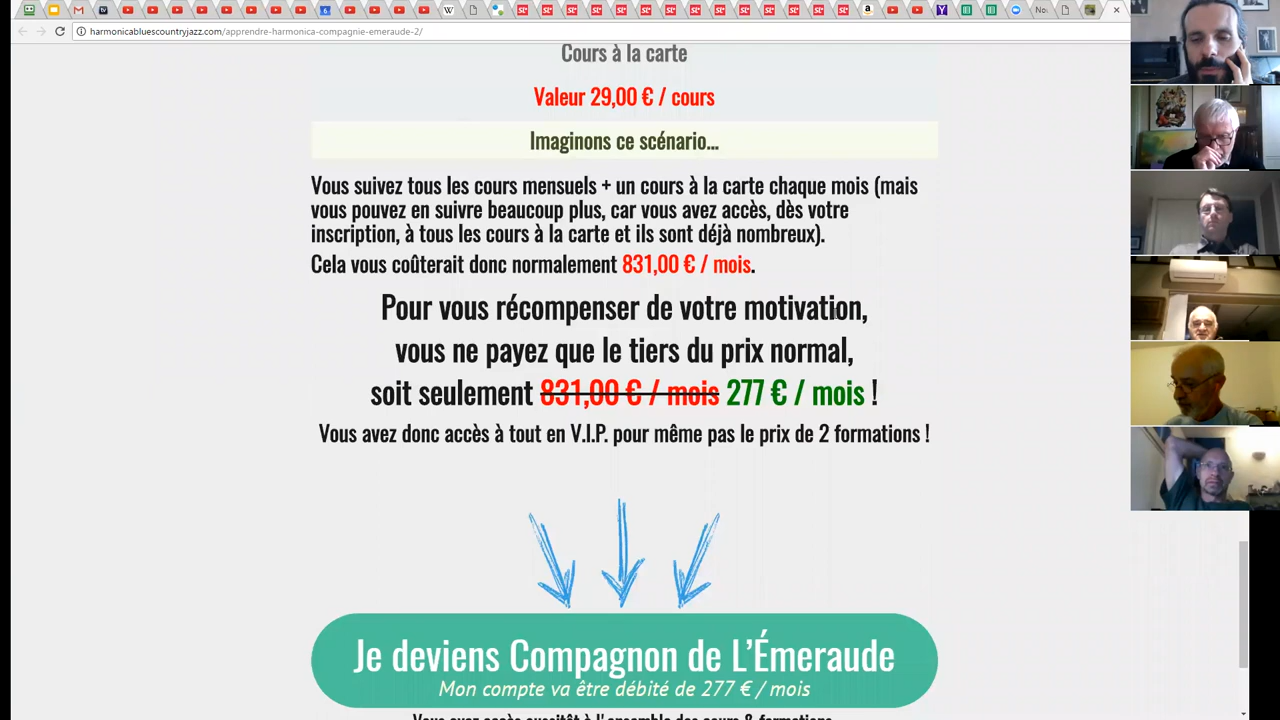 harmonicabluescountryjazz.com/apprendre-harmonica-compagnie-emeraude-2/
Cours à la carte
Valeur 29,00 € / cours
Imaginons ce scénario...
Vous suivez tous les cours mensuels + un cours à la carte chaque mois (mais
vous pouvez en suivre beaucoup plus, car vous avez accès, dès votre
inscription, à tous les cours à la carte et ils sont déjà nombreux).
Cela vous coûterait donc normalement 831,00 € / mois.
Pour vous récompenser de votre motivation,
vous ne payez que le tiers du prix normal,
soit seulement 831,00 € / mois 277 € / mois !
Vous avez donc accès à tout en V.I.P. pour même pas le prix de 2 formations !
Je deviens Compagnon de L'Émeraude
Mon compte va être débité de 277 € / mois